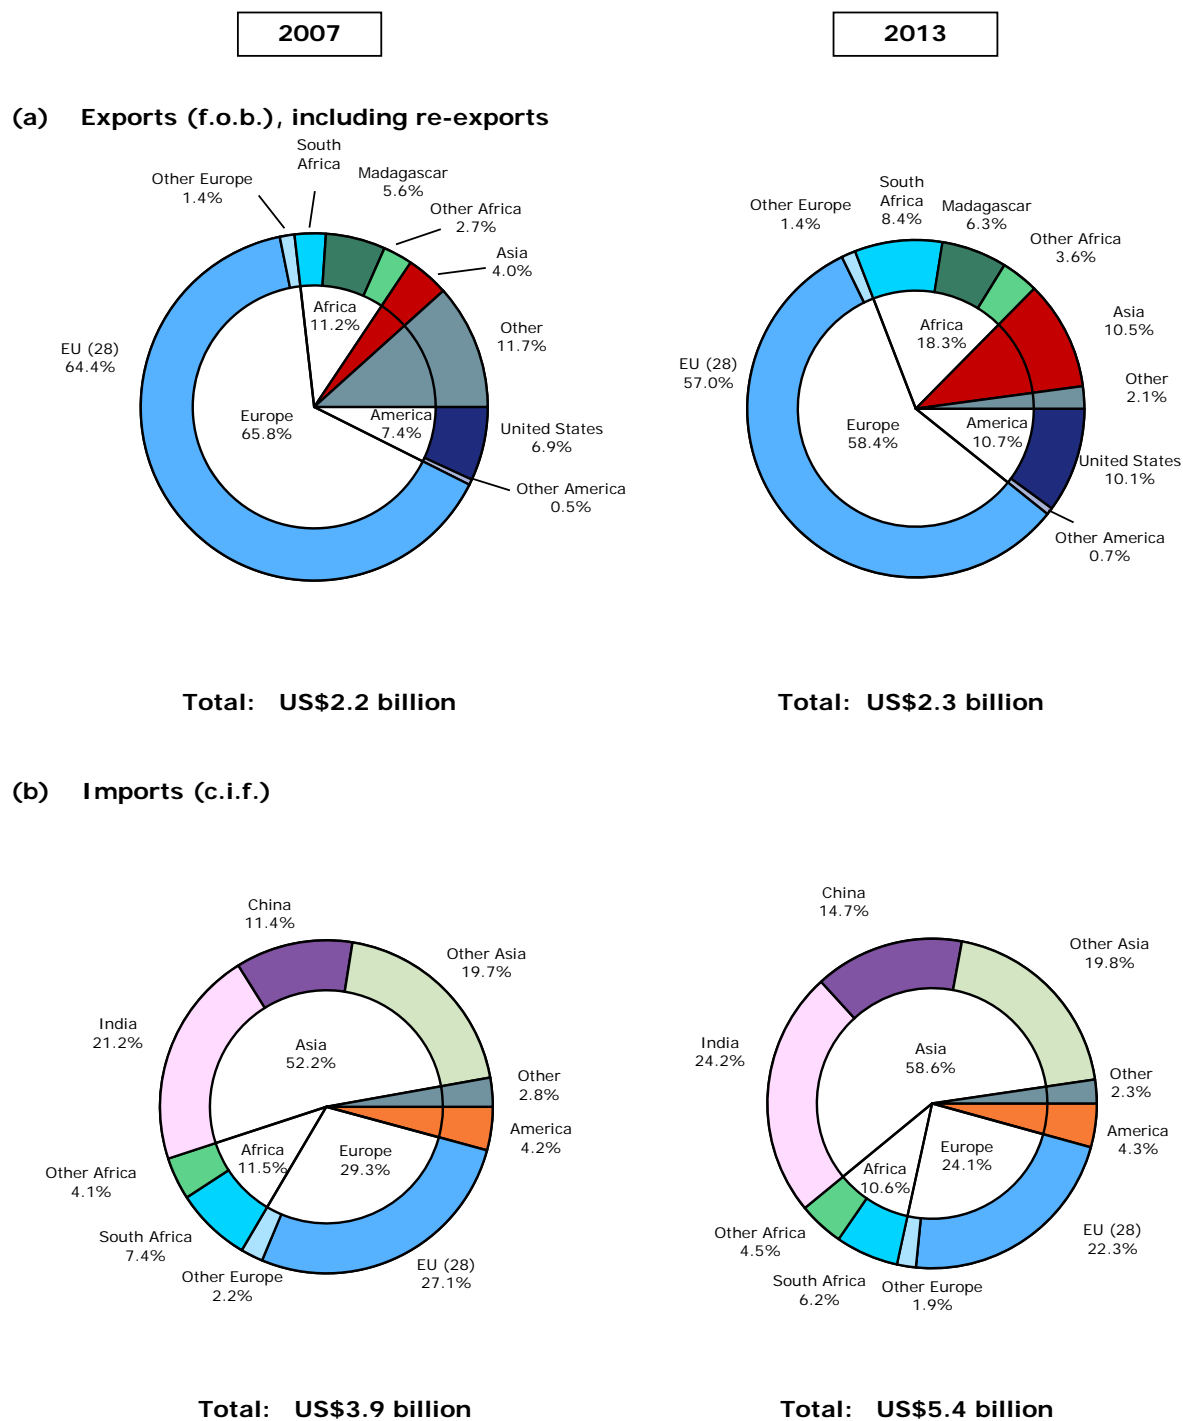 2007
2013
(a) Exports (f.o.b.), including re-exports
South
Africa
Other Europe
1.4%
Madagascar
5.6%
Other Africa
2.7%
Asia
4.0%
Other
11.7%
Africa
11.2%
EU (28)
64.4%
Europe
65.8%
America
7.4%
United States
6.9%
Other America
0.5%
Other Europe
1.4%
South
Africa
8.4%
Madagascar
6.3%
Other Africa
3.6%
Asia
10.5%
Other
2.1%
Africa
18.3%
EU (28)
57.0%
Europe
58.4%
America
10.7%
United States
10.1%
Other America
0.7%
Total: US$2.2 billion
Total: US$2.3 billion
(b) Imports (c.i.f.)
China
11.4%
Other Asia
19.7%
India
21.2%
Asia
52.2%
Other
2.8%
America
4.2%
Africa
11.5%
Europe
29.3%
Other Africa
4.1%
South Africa
7.4%
Other Europe
2.2%
EU (28)
27.1%
China
14.7%
Other Asia
19.8%
India
24.2%
Asia
58.6%
Other
2.3%
America
4.3%
Africa
10.6%
Europe
24.1%
Other Africa
4.5%
South Africa
6.2%
Other Europe
1.9%
EU (28)
22.3%
Total: US$3.9 billion
Total: US$5.4 billion